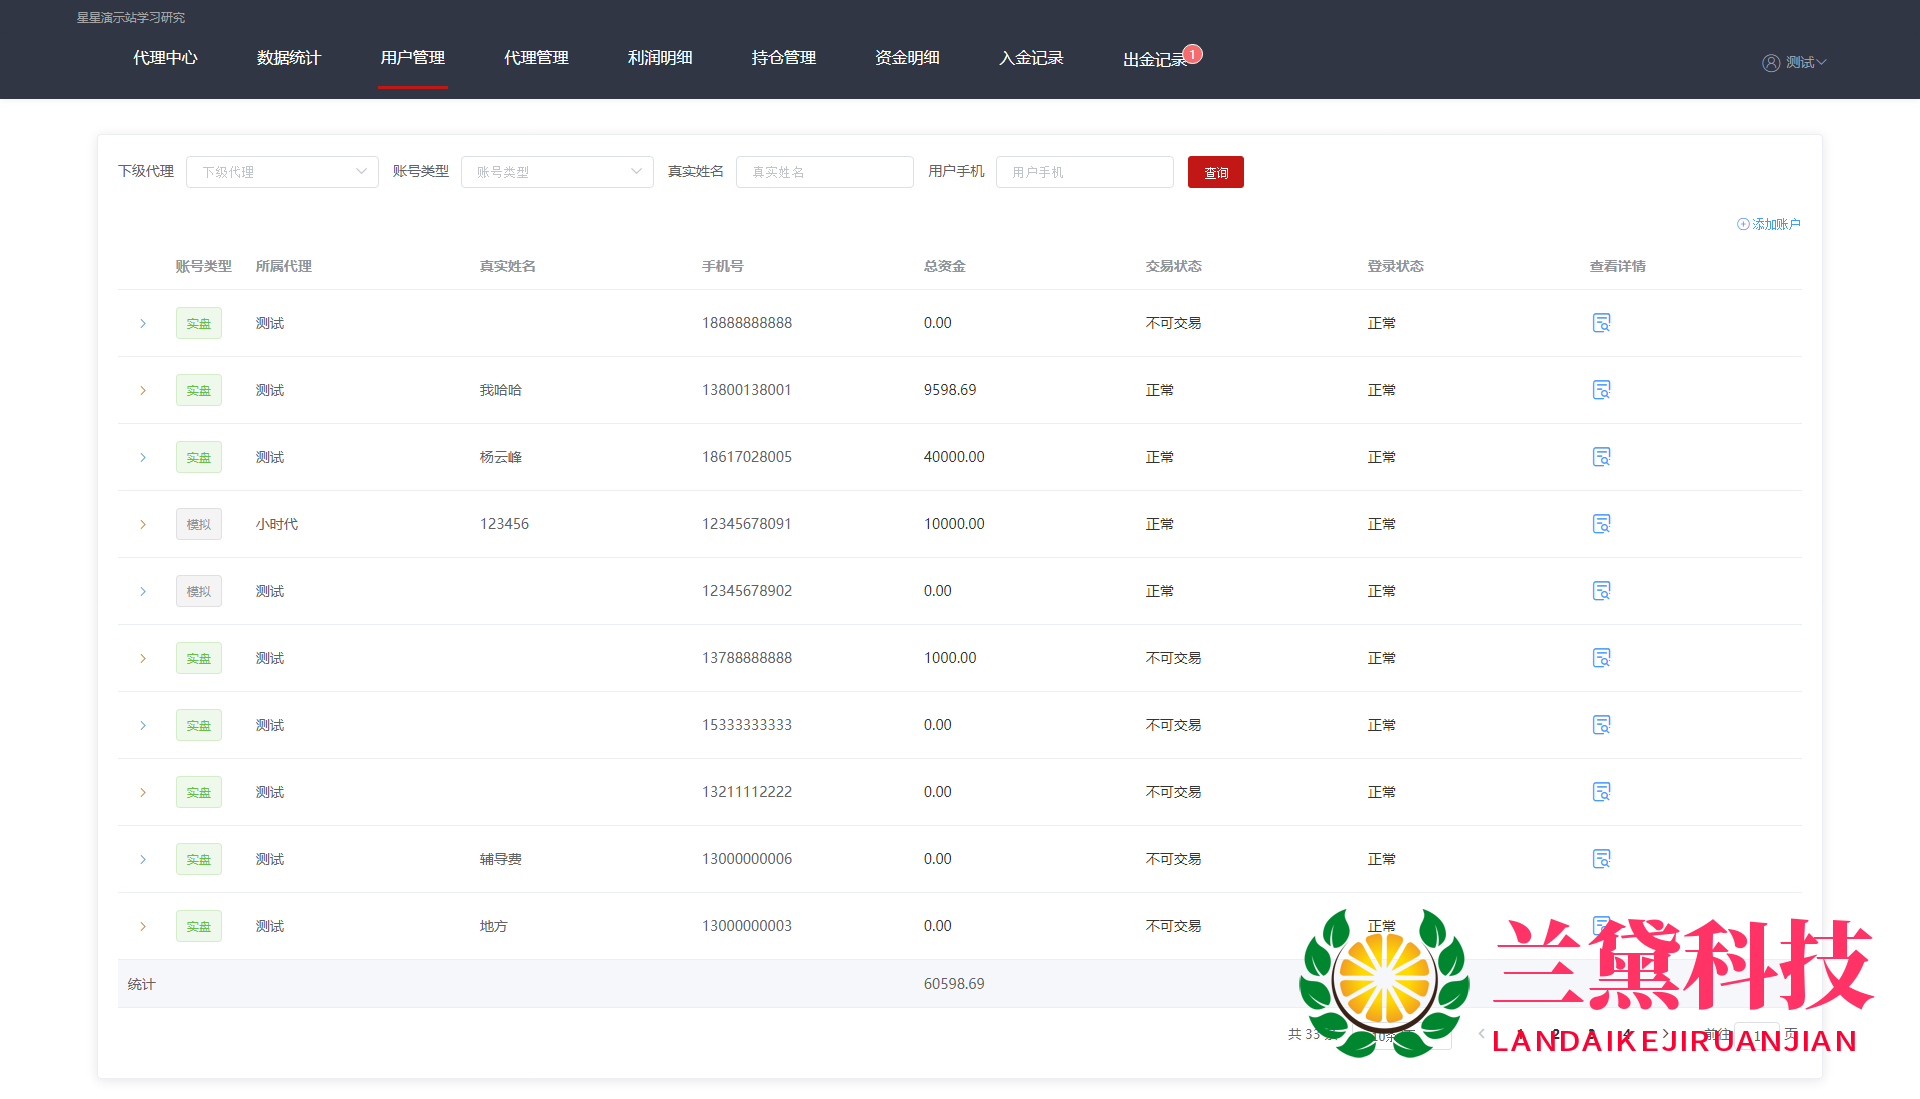 星星演示站学习研究
代理中心 数据统计 用户管理 代理管理 利润明细 持仓管理 资金明细 入金记录 出金记录 1 测试
下级代理 下级代理 账号类型 账号类型 真实姓名 真实姓名 用户手机 用户手机 查询
添加账户
账号类型 所属代理 真实姓名 手机号 总资金 交易状态 登录状态 查看详情
实盘 测试 18888888888 0.00 不可交易 正常
实盘 测试 我哈哈 13800138001 9598.69 正常 正常
实盘 测试 杨云峰 18617028005 40000.00 正常 正常
模拟 小时代 123456 12345678091 10000.00 正常 正常
模拟 测试 12345678902 0.00 正常 正常
实盘 测试 13788888888 1000.00 不可交易 正常
实盘 测试 15333333333 0.00 不可交易 正常
实盘 测试 13211112222 0.00 不可交易 正常
实盘 测试 辅导费 13000000006 0.00 不可交易 正常
实盘 测试 地方 13000000003 0.00 不可交易 正常
统计 60598.69
兰黛科技
共 33 1 2 3 4 前往 1 页
LANDAIKEJIRUANJIAN